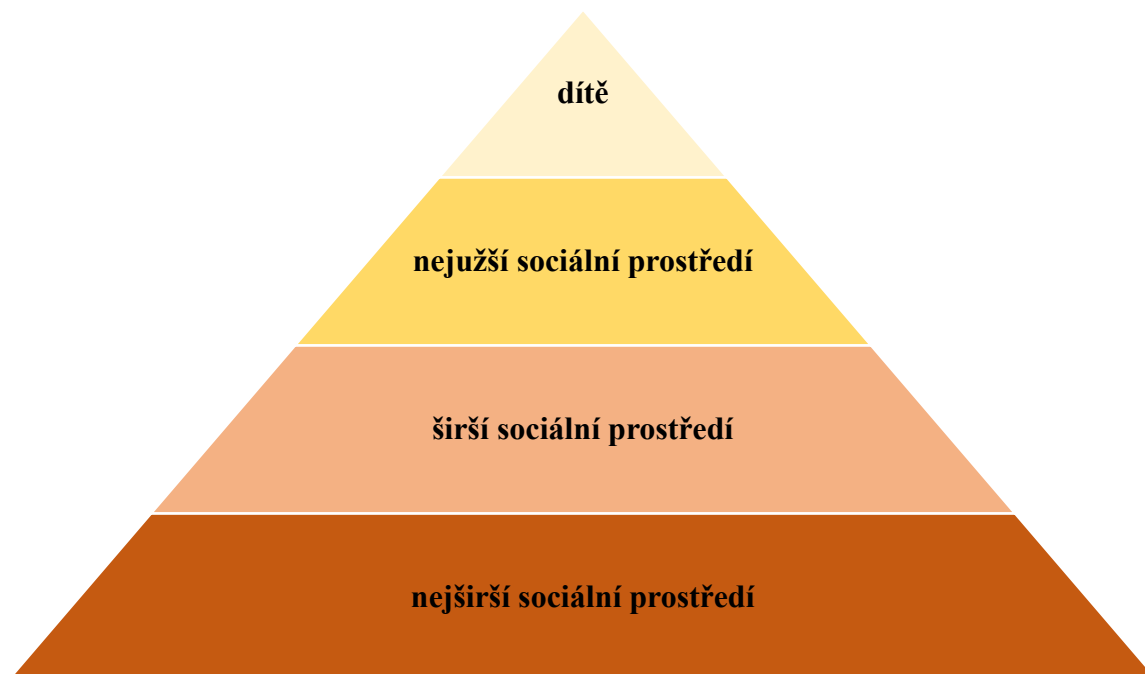 dítě
nejužší sociální prostředí
širší sociální prostředí
nejširší sociální prostředí